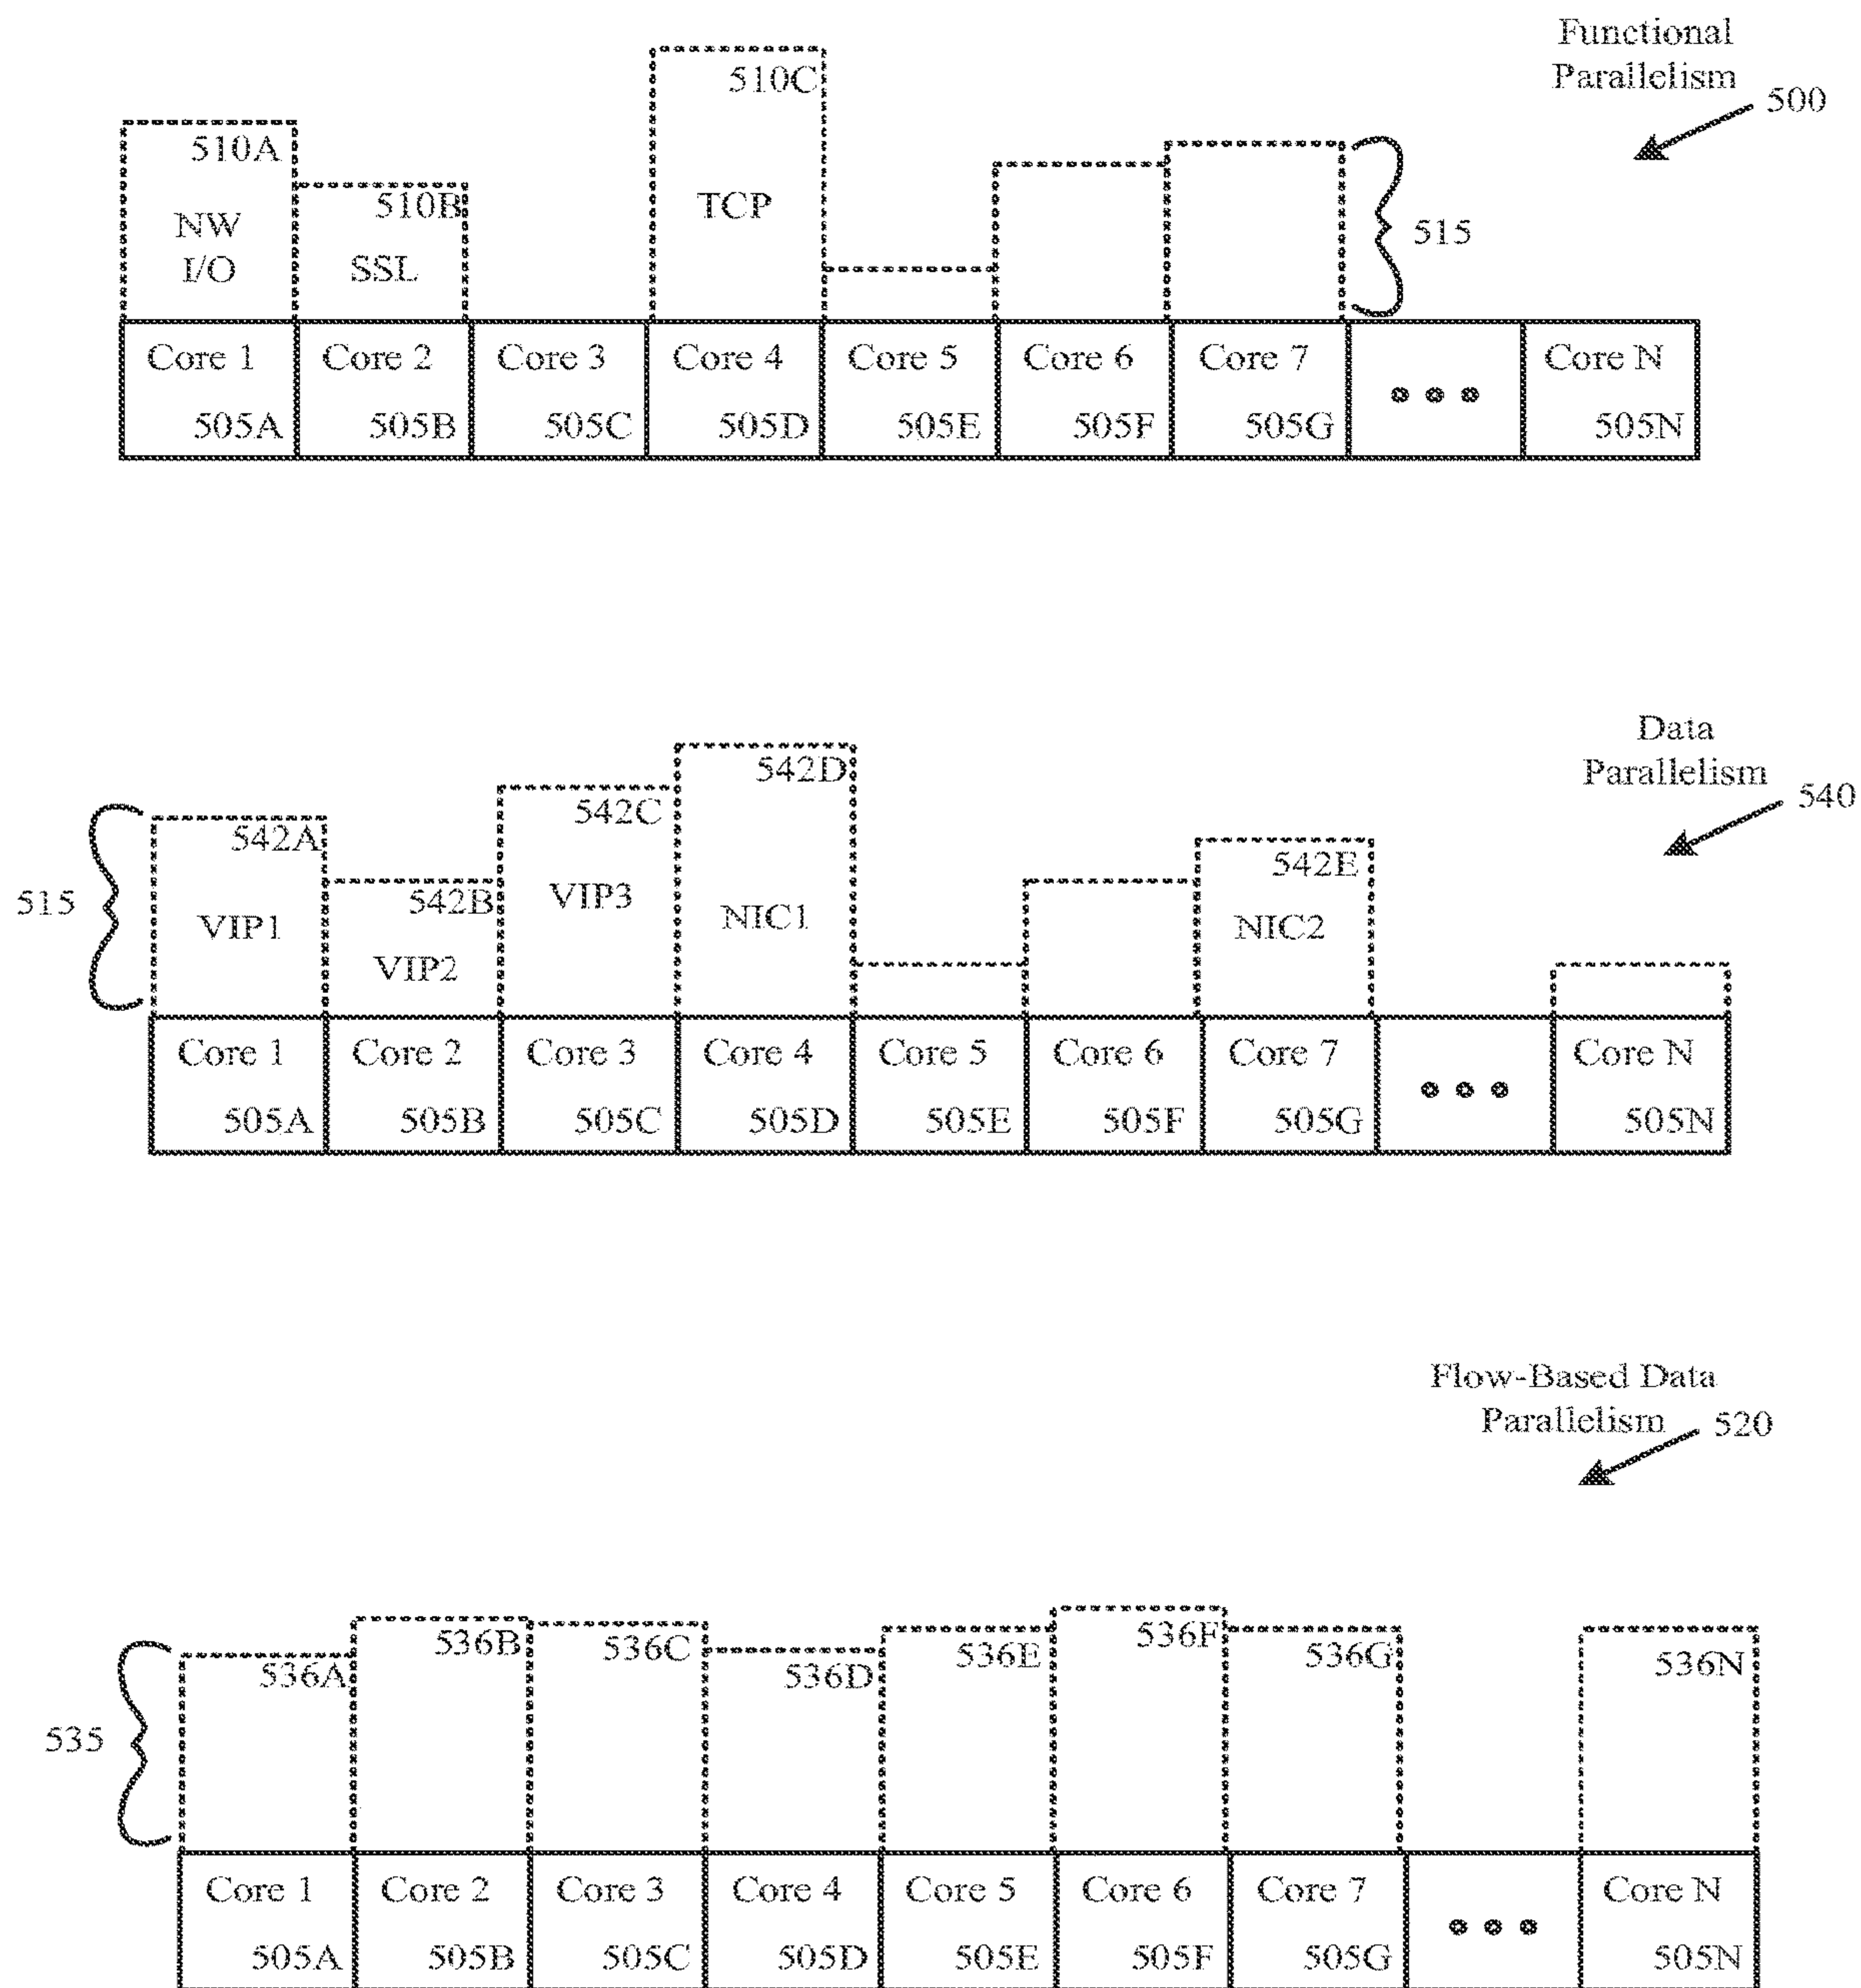 Functional
Parallelism
500
510A
NW
I/O
510B
SSL
510C
TCP
515
Core 1
505A
Core 2
505B
Core 3
505C
Core 4
505D
Core 5
505E
Core 6
505F
Core 7
505G
Core N
505N
Data
Parallelism
540
515
542A
VIP1
542B
VIP2
542C
VIP3
542D
NIC1
542E
NIC2
Core 1
505A
Core 2
505B
Core 3
505C
Core 4
505D
Core 5
505E
Core 6
505F
Core 7
505G
Core N
505N
Flow-Based Data
Parallelism
520
535
536A
536B
536C
536D
536E
536F
536G
536N
Core 1
505A
Core 2
505B
Core 3
505C
Core 4
505D
Core 5
505E
Core 6
505F
Core 7
505G
Core N
505N